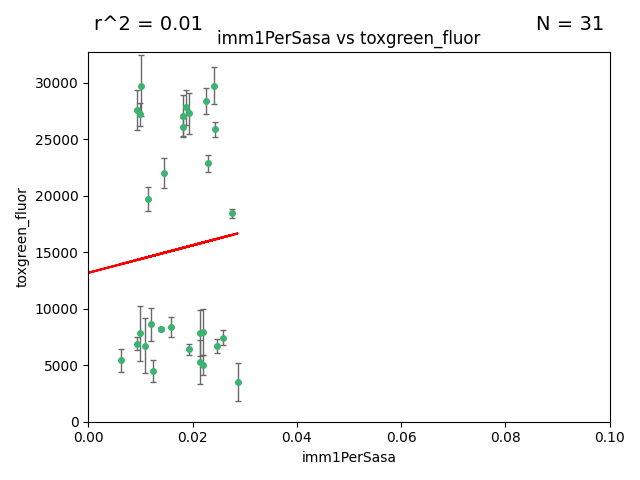 r^2 = 0.01
N = 31
imm1PerSasa vs toxgreen_fluor
30000
25000
20000
15000
10000
5000
0
toxgreen_fluor
0.00 0.02 0.04 0.06 0.08 0.10
imm1PerSasa